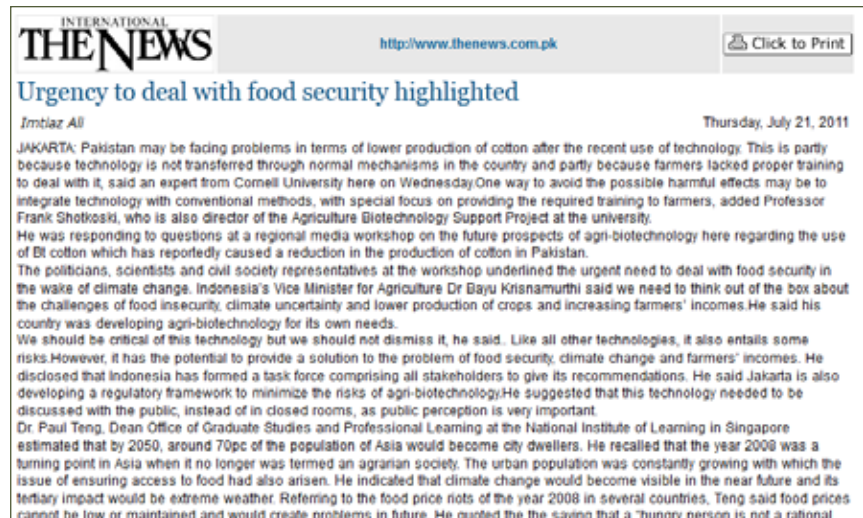 INTERNATIONAL
THE NEWS
http://www.thenews.com.pk
Click to Print
Urgency to deal with food security highlighted
Imtiaz Ali
Thursday, July 21, 2011
JAKARTA: Pakistan may be facing problems in terms of lower production of cotton after the recent use of technology. This is partly
because technology is not transferred through normal mechanisms in the country and partly because farmers lacked proper training
to deal with it, said an expert from Cornell University here on Wednesday.One way to avoid the possible harmful effects may be to
integrate technology with conventional methods, with special focus on providing the required training to farmers, added Professor
Frank Shotkoski, who is also director of the Agriculture Biotechnology Support Project at the university.
He was responding to questions at a regional media workshop on the future prospects of agri-biotechnology here regarding the use
of Bt cotton which has reportedly caused a reduction in the production of cotton in Pakistan.
The politicians, scientists and civil society representatives at the workshop underlined the urgent need to deal with food security in
the wake of climate change. Indonesia's Vice Minister for Agriculture Dr Bayu Krisnamurthi said we need to think out of the box about
the challenges of food insecurity, climate uncertainty and lower production of crops and increasing farmers' incomes.He said his
country was developing agri-biotechnology for its own needs.
We should be critical of this technology but we should not dismiss it, he said.. Like all other technologies, it also entails some
risks.However, it has the potential to provide a solution to the problem of food security, climate change and farmers' incomes. He
disclosed that Indonesia has formed a task force comprising all stakeholders to give its recommendations. He said Jakarta is also
developing a regulatory framework to minimize the risks of agri-biotechnology.He suggested that this technology needed to be
discussed with the public, instead of in closed rooms, as public perception is very important.
Dr. Paul Teng, Dean Office of Graduate Studies and Professional Learning at the National Institute of Learning in Singapore
estimated that by 2050, around 70pc of the population of Asia would become city dwellers. He recalled that the year 2008 was a
turning point in Asia when it no longer was termed an agrarian society. The urban population was constantly growing with which the
issue of ensuring access to food had also arisen. He indicated that climate change would become visible in the near future and its
tertiary impact would be extreme weather. Referring to the food price riots of the year 2008 in several countries, Teng said food prices
cannot be low or maintained and would create problems in future. He quoted the the saying that a "hungry person is not a rational